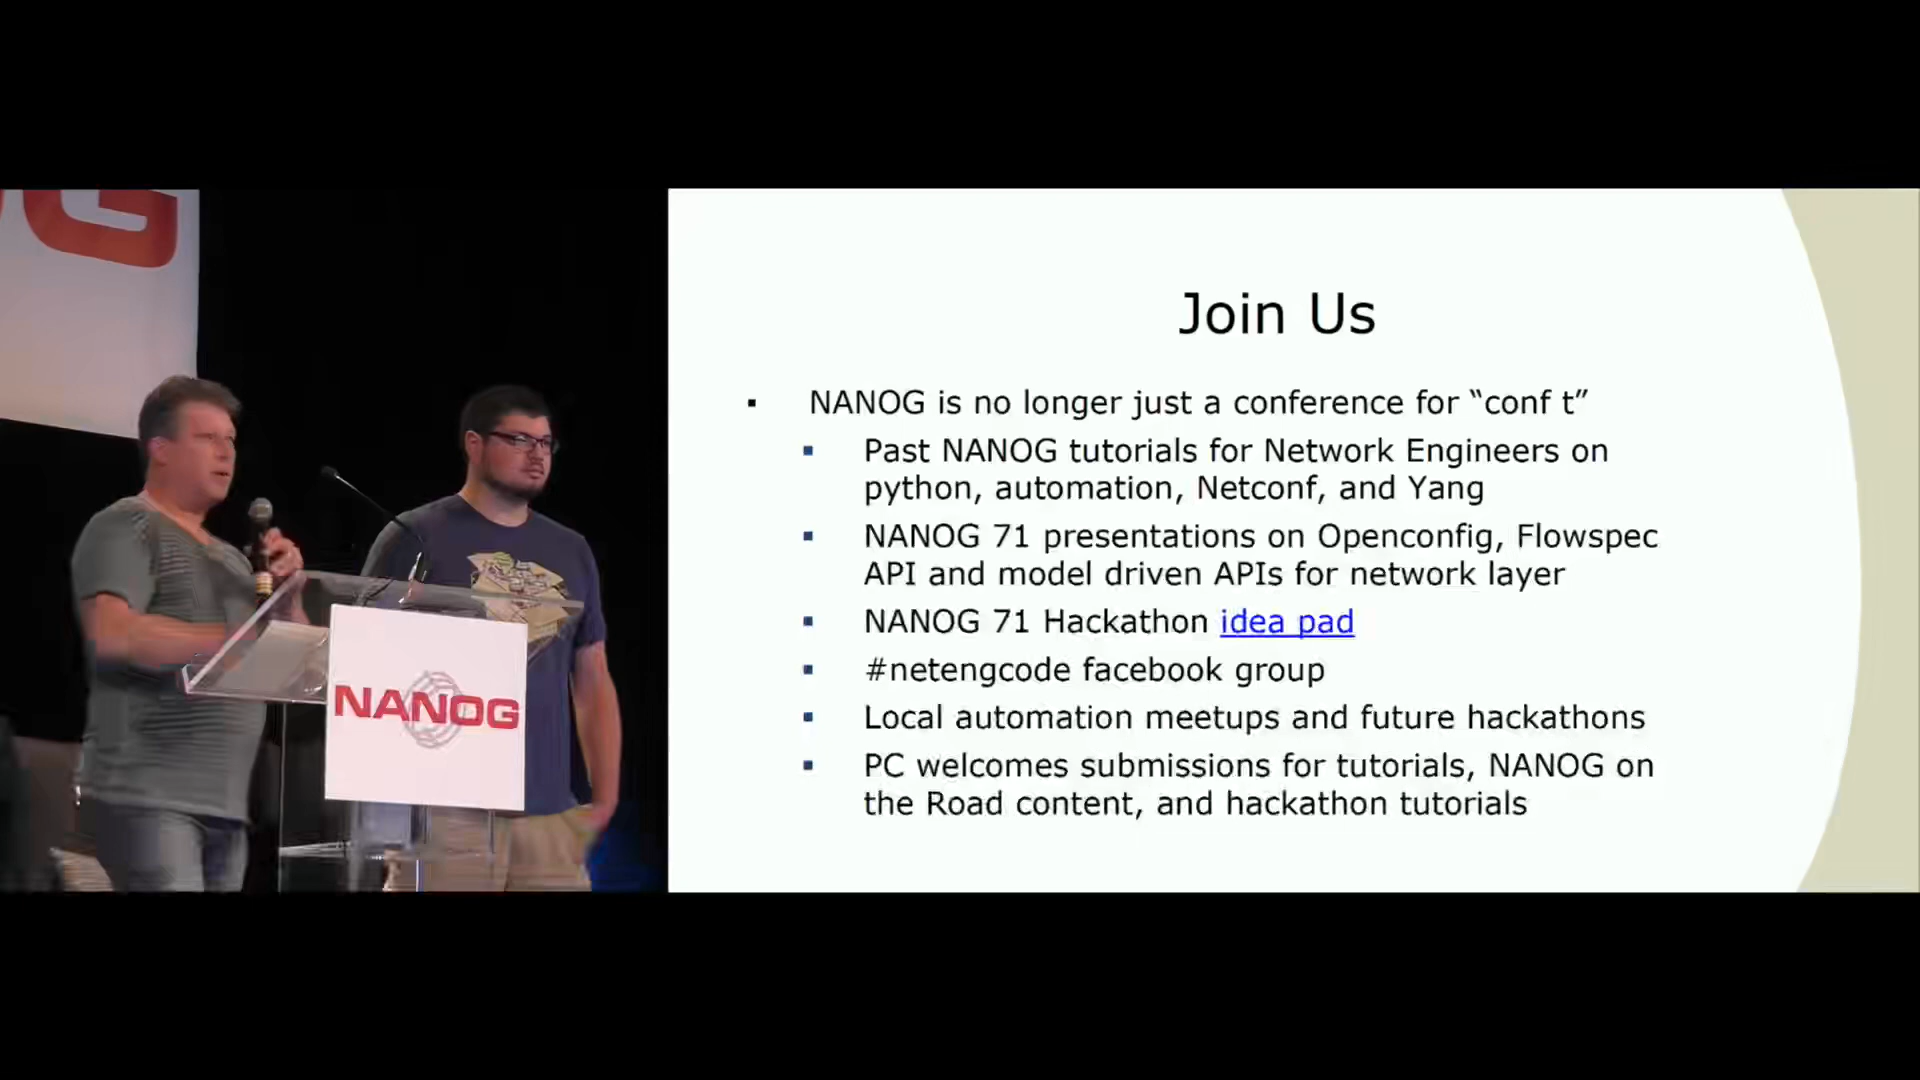 G
NANOG
Join Us
▪ NANOG is no longer just a conference for “conf t”
▪ Past NANOG tutorials for Network Engineers on
python, automation, Netconf, and Yang
▪ NANOG 71 presentations on Openconfig, Flowspec
API and model driven APIs for network layer
▪ NANOG 71 Hackathon idea pad
▪ #netengcode facebook group
▪ Local automation meetups and future hackathons
▪ PC welcomes submissions for tutorials, NANOG on
the Road content, and hackathon tutorials